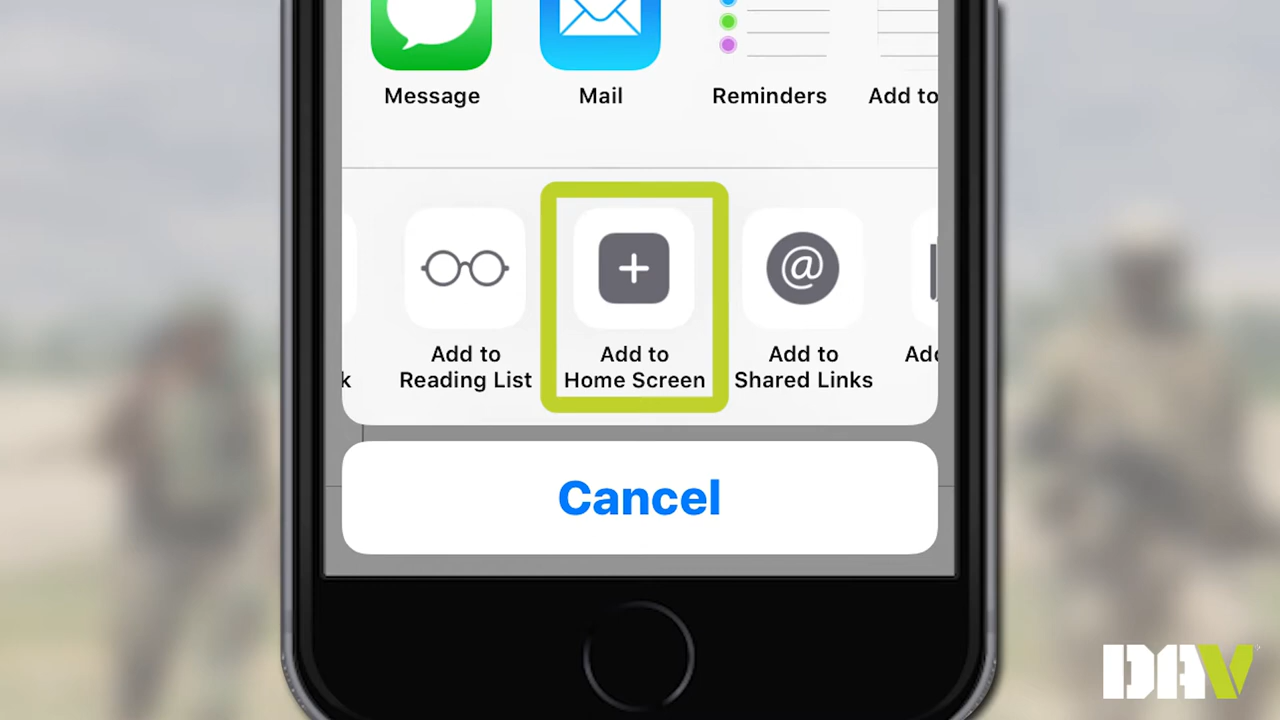 Message
Mail
Reminders
Add to
k
Add to
Reading List
Add to
Home Screen
Add to
Shared Links
Cancel
DAV